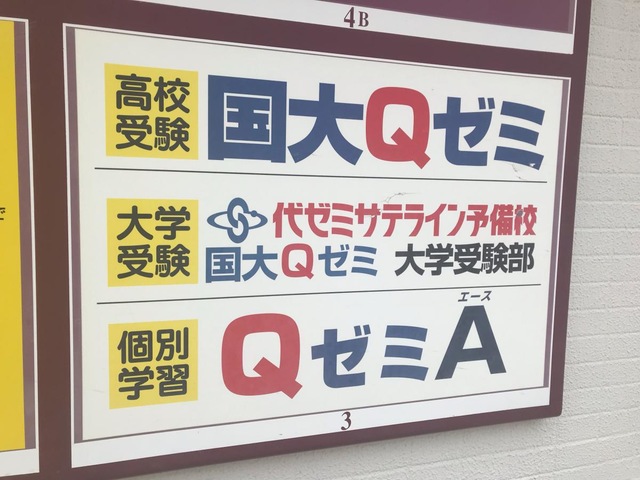 4B
高校
受験
国大Qゼミ
大学
受験
代ゼミサテライン予備校
国大Qゼミ 大学受験部
個別
学習
エース
QゼミA
3
で